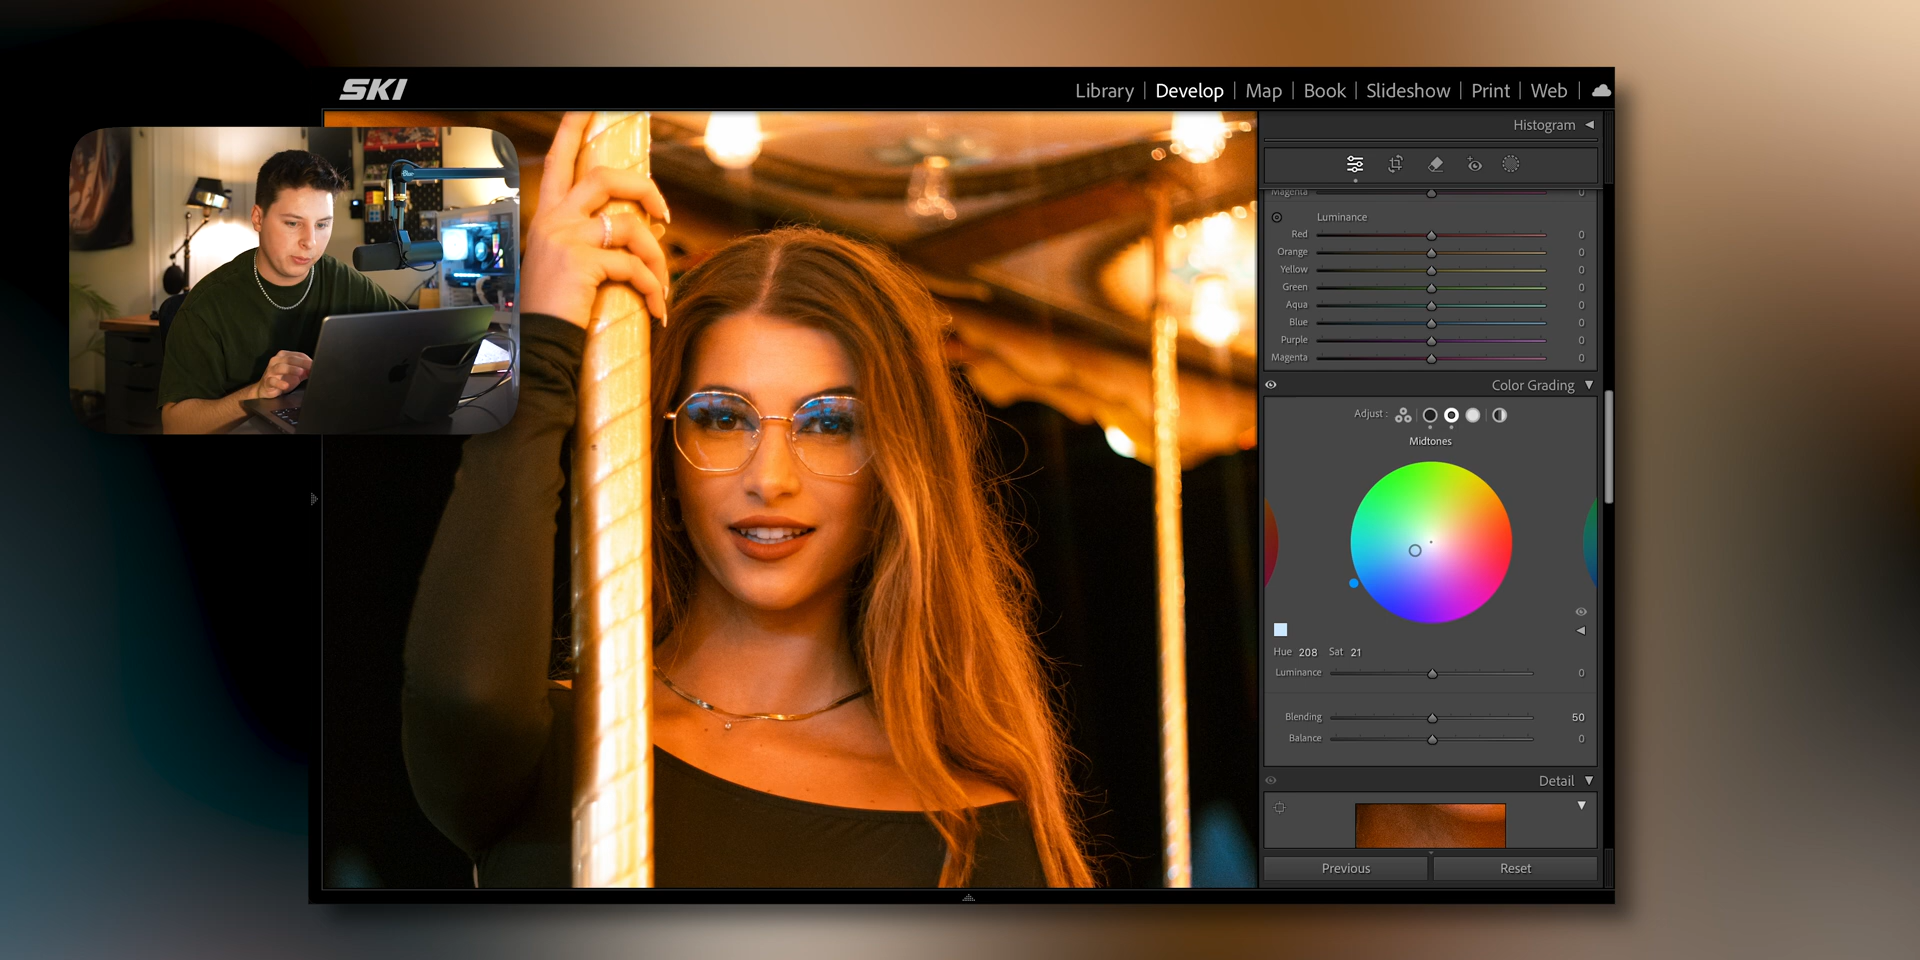 SKI
Library | Develop | Map | Book | Slideshow | Print | Web |
Histogram
Magenta 0
Luminance
Red 0
Orange 0
Yellow 0
Green 0
Aqua 0
Blue 0
Purple 0
Magenta 0
Color Grading
Adjust :
Midtones
Hue 208 Sat 21
Luminance 0
Blending 50
Balance 0
Detail
Previous
Reset